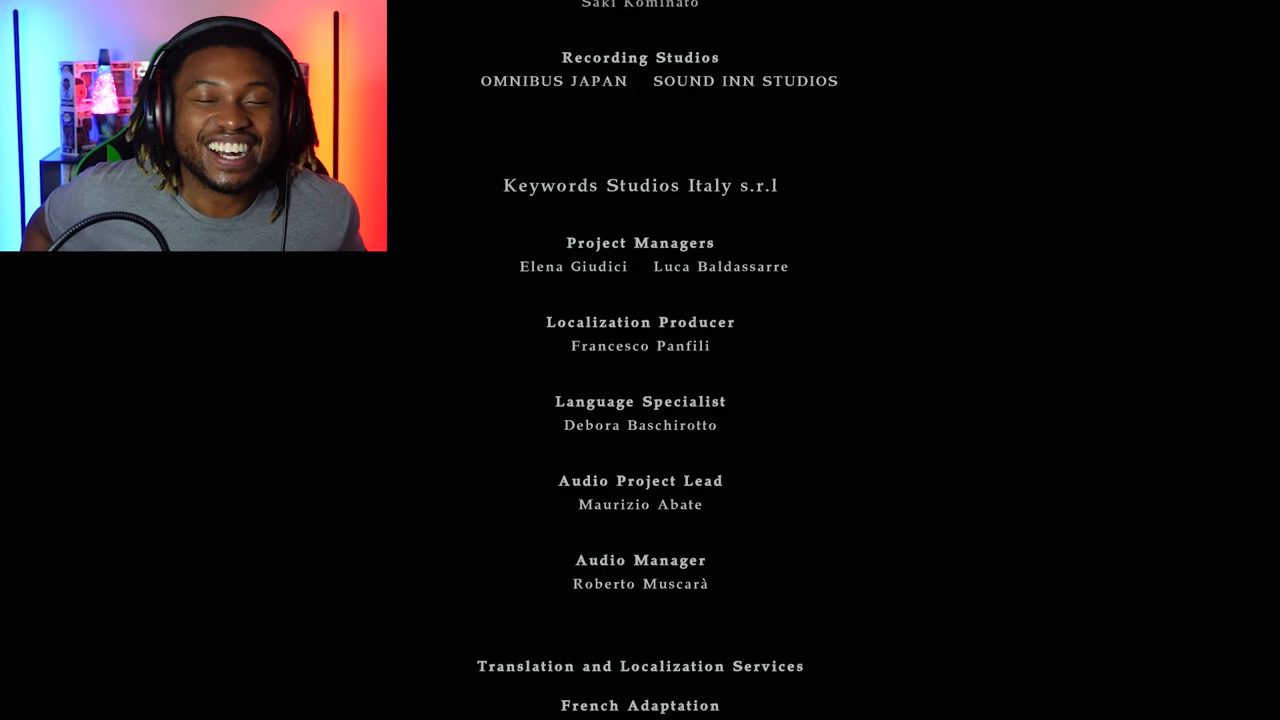 Saki Kominato
Recording Studios
OMNIBUS JAPAN SOUND INN STUDIOS
Keywords Studios Italy s.r.l
Project Managers
Elena Giudici Luca Baldassarre
Localization Producer
Francesco Panfili
Language Specialist
Debora Baschirotto
Audio Project Lead
Maurizio Abate
Audio Manager
Roberto Muscarà
Translation and Localization Services
French Adaptation